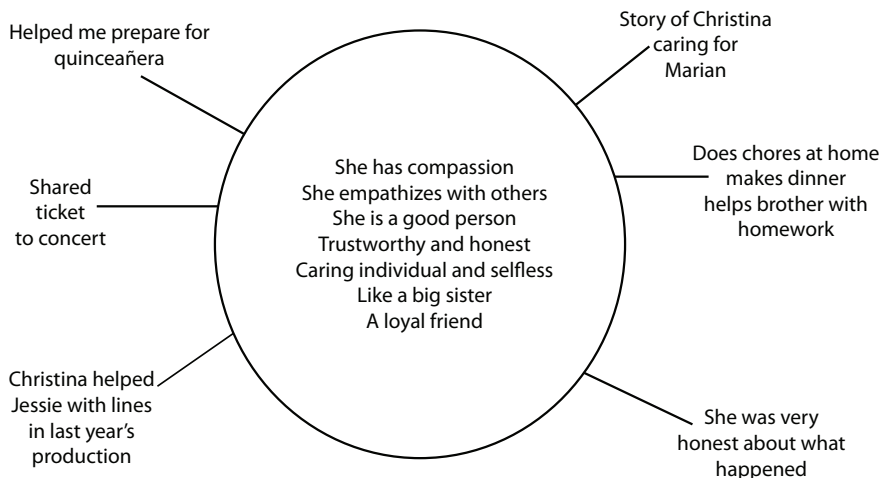 Helped me prepare for
quinceañera
Story of Christina
caring for
Marian
Shared
ticket
to concert
She has compassion
She empathizes with others
She is a good person
Trustworthy and honest
Caring individual and selfless
Like a big sister
A loyal friend
Does chores at home
makes dinner
helps brother with
homework
Christina helped
Jessie with lines
in last year's
production
She was very
honest about what
happened